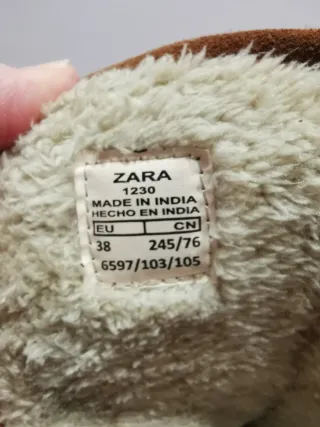 ZARA
1230
MADE IN INDIA
HECHO EN INDIA
EU CN
38 245/76
6597/103/105